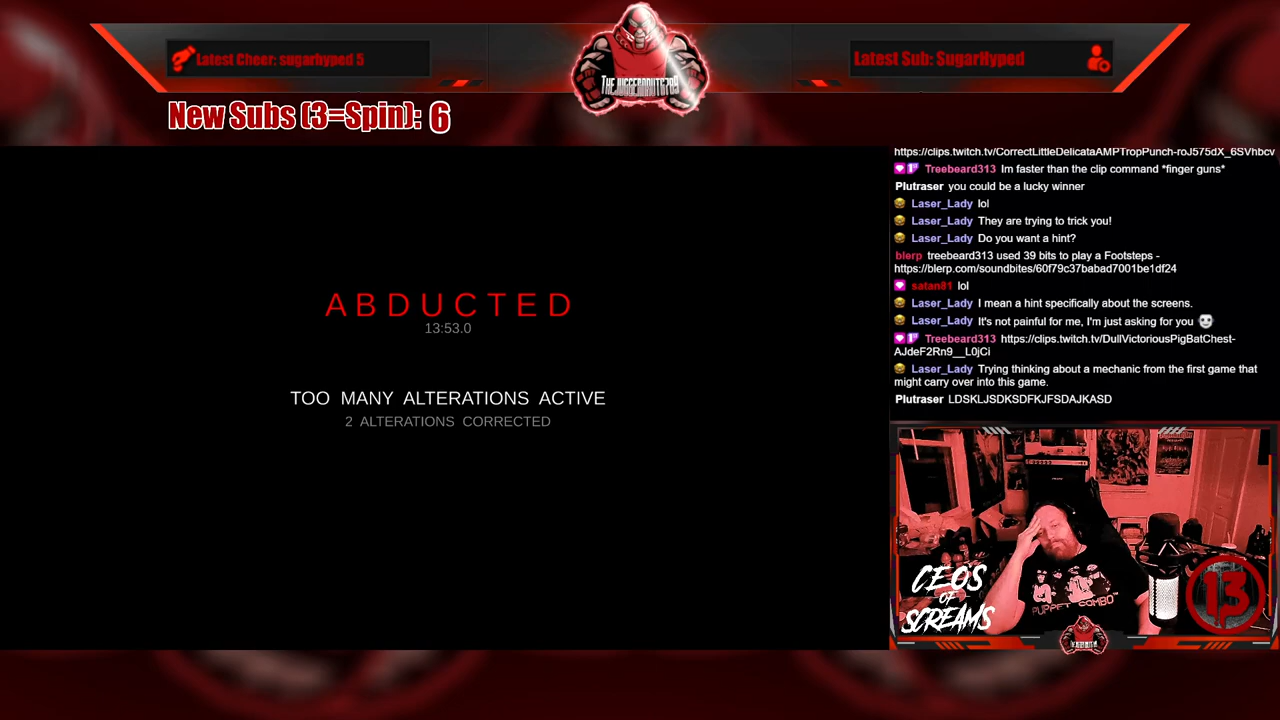 Latest Cheer: sugarhyped 5
THEJUGGERNAUT6789
Latest Sub: SugarHyped
New Subs (3=Spin): 6
ABDUCTED
13:53.0
TOO MANY ALTERATIONS ACTIVE
2 ALTERATIONS CORRECTED
https://clips.twitch.tv/CorrectLittleDelicataAMPTropPunch-roJ575dX_6SVhbcv
Treebeard313 Im faster than the clip command *finger guns*
Plutraser you could be a lucky winner
Laser_Lady lol
Laser_Lady They are trying to trick you!
Laser_Lady Do you want a hint?
blerp treebeard313 used 39 bits to play a Footsteps -
https://blerp.com/soundbites/60f79c37babad7001be1df24
satan81 lol
Laser_Lady I mean a hint specifically about the screens.
Laser_Lady It's not painful for me, I'm just asking for you
Treebeard313 https://clips.twitch.tv/DullVictoriousPigBatChest-
AJdeF2Rn9__L0jCi
Laser_Lady Trying thinking about a mechanic from the first game that
might carry over into this game.
Plutraser LDSKLJSDKSDFKJFSDAJKASD
CEOS
OF
SCREAMS
PUPPET COMBO
13